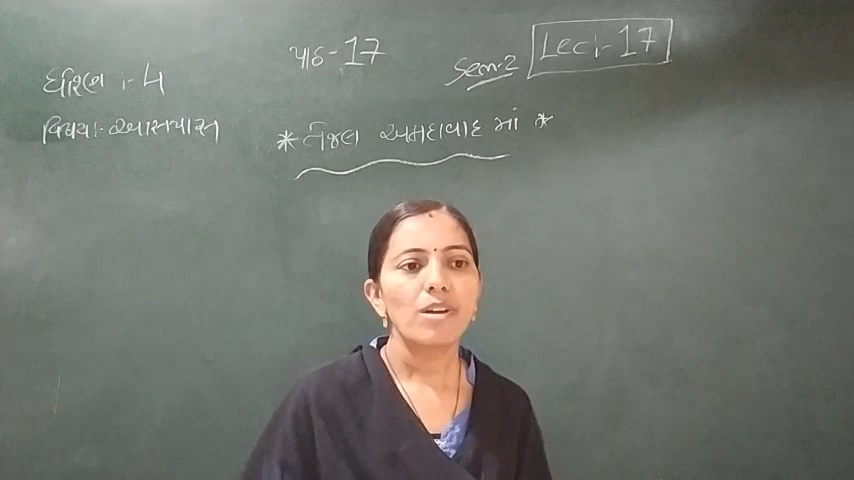 પાઠ-17
Sem-2
Lec:-17
ધોરણ :- 4
વિષય:- આસપાસ
* તેજલ અમદાવાદ માં *